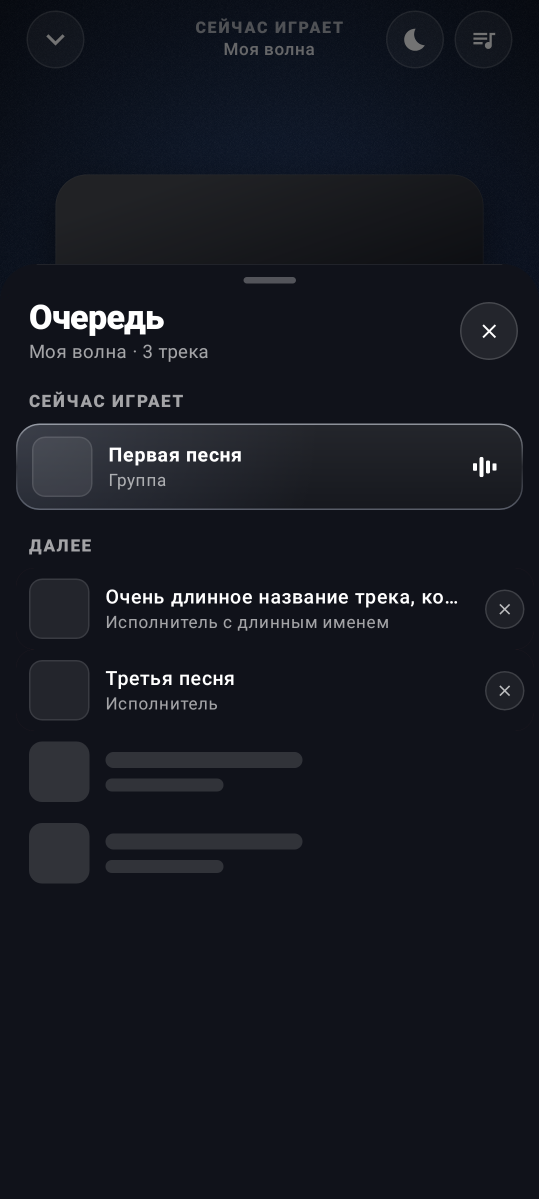 СЕЙЧАС ИГРАЕТ
Моя волна
Очередь
Моя волна · 3 трека
СЕЙЧАС ИГРАЕТ
Первая песня
Группа
ДАЛЕЕ
Очень длинное название трека, ко…
Исполнитель с длинным именем
Третья песня
Исполнитель